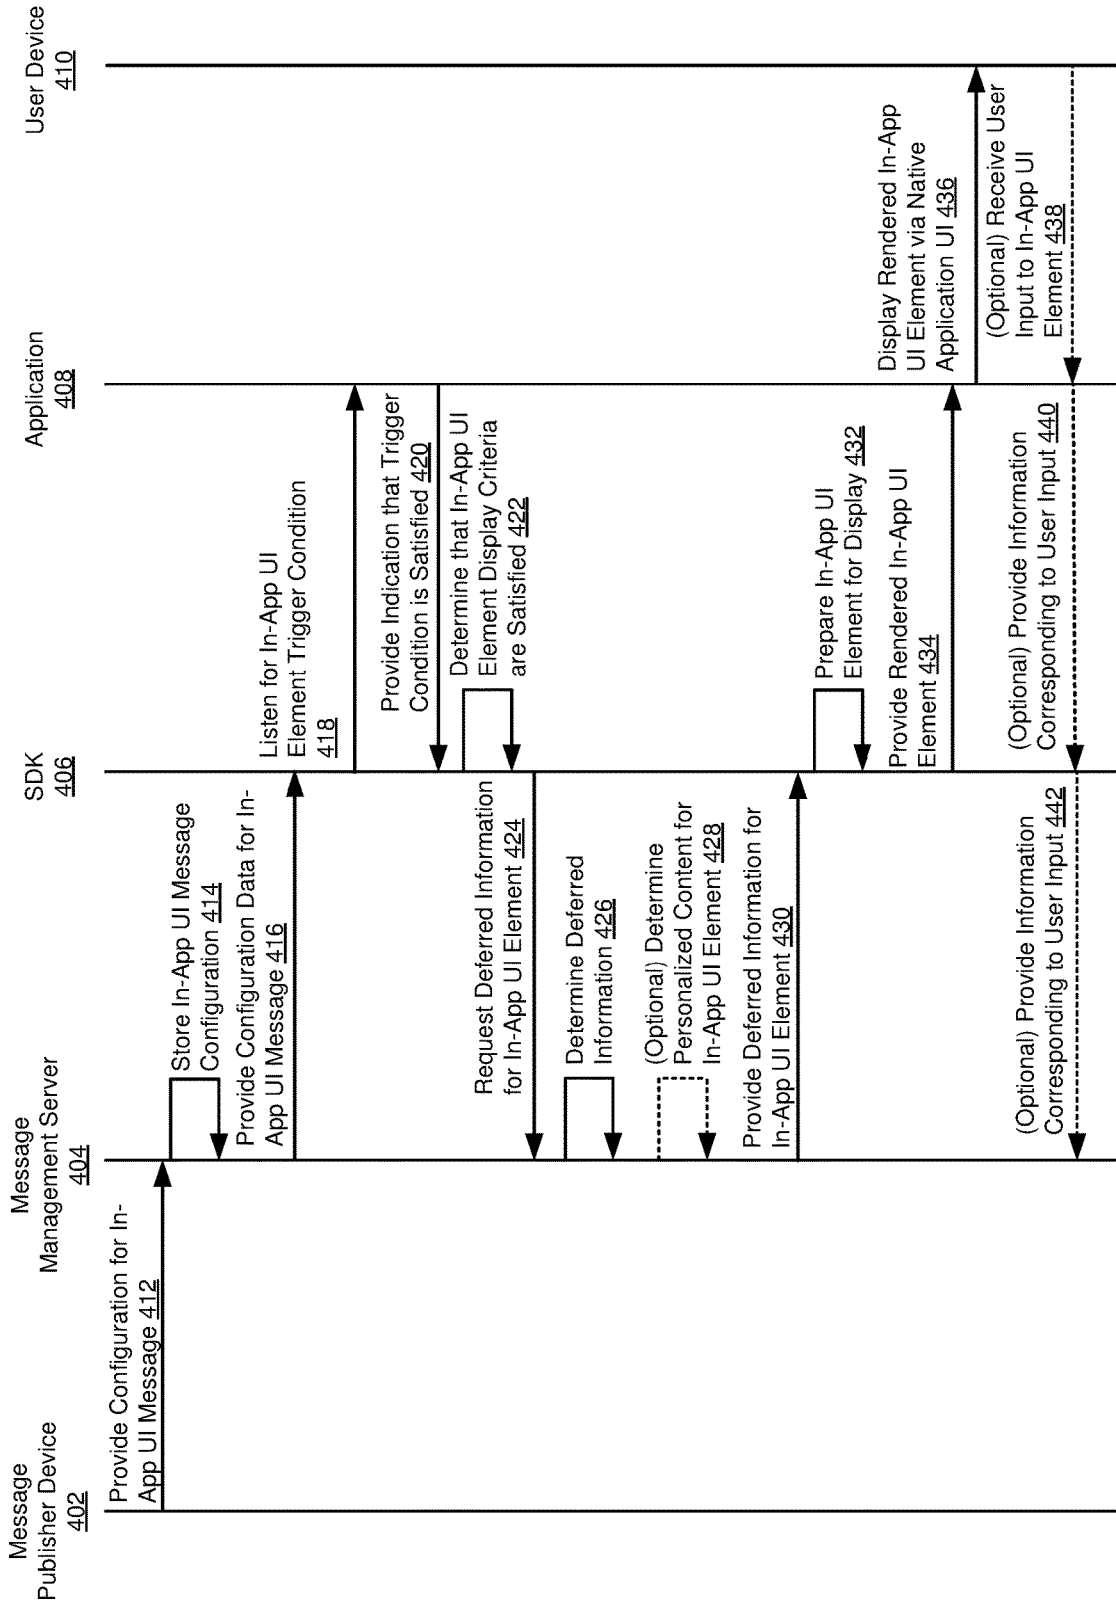 Message
Publisher Device
402
Message
Management Server
404
SDK
406
Application
408
User Device
410
Provide Configuration for In-
App UI Message 412
Store In-App UI Message
Configuration 414
Provide Configuration Data for In-
App UI Message 416
Listen for In-App UI
Element Trigger Condition
418
Provide Indication that Trigger
Condition is Satisfied 420
Determine that In-App UI
Element Display Criteria
are Satisfied 422
Request Deferred Information
for In-App UI Element 424
Determine Deferred
Information 426
(Optional) Determine
Personalized Content for
In-App UI Element 428
Provide Deferred Information for
In-App UI Element 430
Prepare In-App UI
Element for Display 432
Provide Rendered In-App UI
Element 434
Display Rendered In-App
UI Element via Native
Application UI 436
(Optional) Receive User
Input to In-App UI
Element 438
(Optional) Provide Information
Corresponding to User Input 440
(Optional) Provide Information
Corresponding to User Input 442